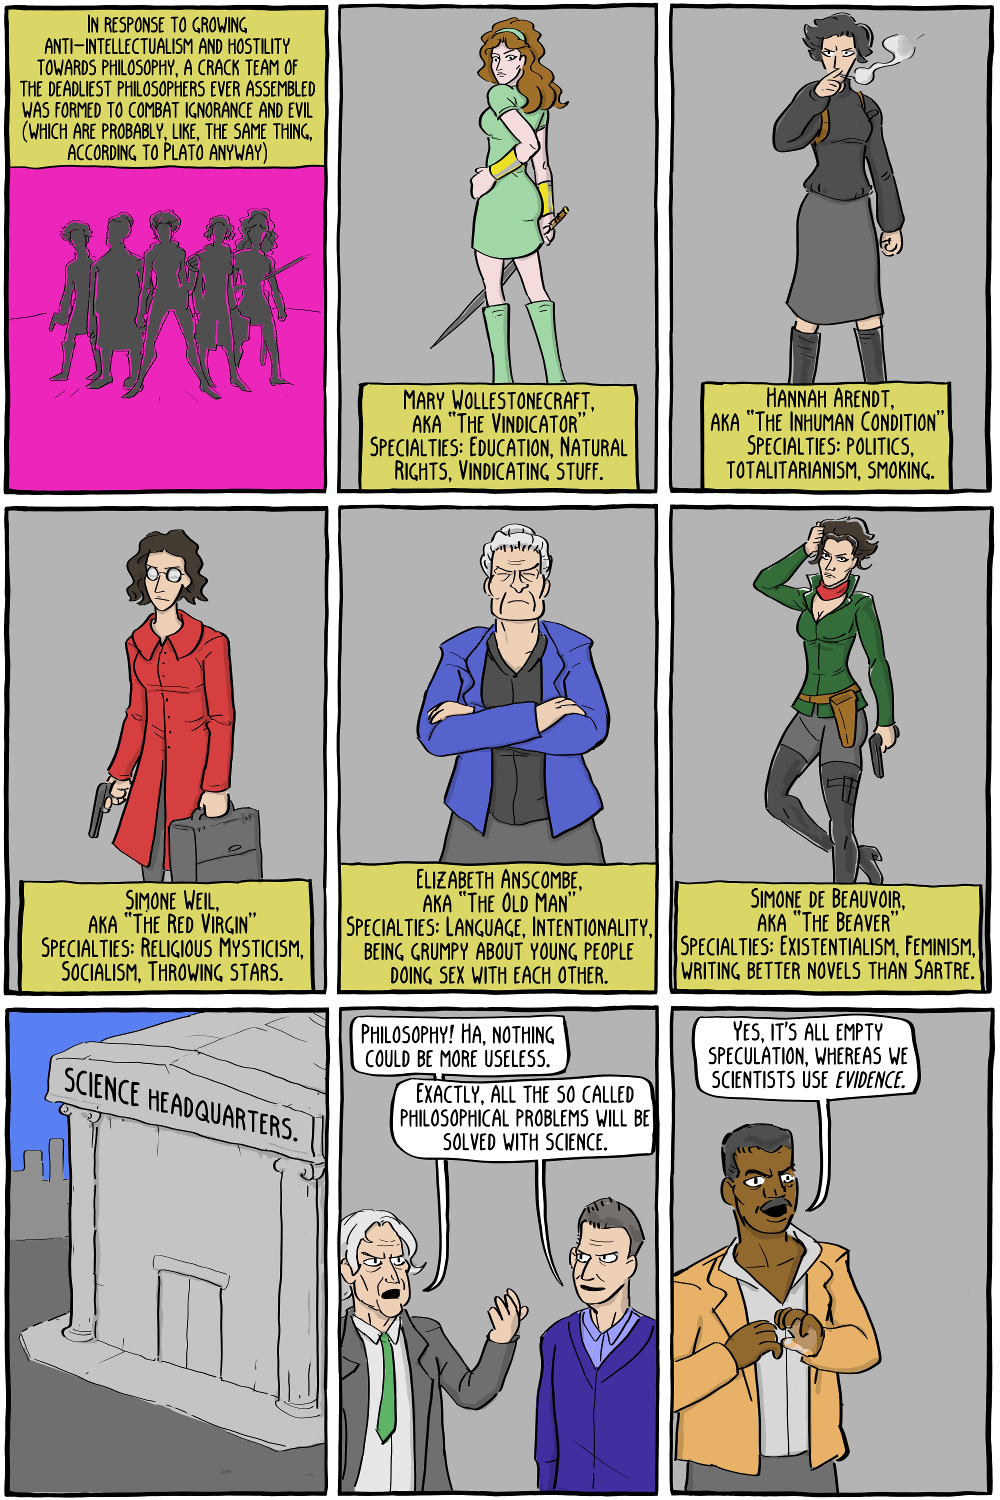 In response to growing
anti-intellectualism and hostility
towards philosophy, a crack team of
the deadliest philosophers ever assembled
was formed to combat ignorance and evil
(which are probably, like, the same thing,
according to Plato anyway)
Mary Wollestonecraft,
aka "The Vindicator"
Specialties: Education, Natural
Rights, Vindicating stuff.
Hannah Arendt,
aka "The Inhuman Condition"
Specialties: politics,
totalitarianism, smoking.
Simone Weil,
aka "The Red Virgin"
Specialties: Religious Mysticism,
Socialism, Throwing stars.
Elizabeth Anscombe,
aka "The Old Man"
Specialties: Language, Intentionality,
being grumpy about young people
doing sex with each other.
Simone de Beauvoir,
aka "The Beaver"
Specialties: Existentialism, Feminism,
writing better novels than Sartre.
SCIENCE HEADQUARTERS.
Philosophy! Ha, nothing
could be more useless.
Exactly, all the so called
philosophical problems will be
solved with science.
Yes, it's all empty
speculation, whereas we
scientists use evidence.